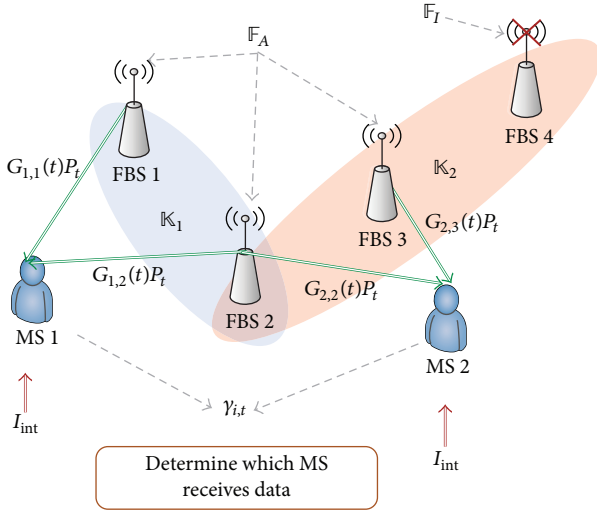 𝔽_A
𝔽_I
FBS 1
FBS 4
G_{1,1}(t)P_t
𝕂_1
𝕂_2
FBS 3
G_{2,3}(t)P_t
G_{1,2}(t)P_t
G_{2,2}(t)P_t
FBS 2
MS 1
MS 2
γ_{i,t}
I_int
I_int
Determine which MS
receives data